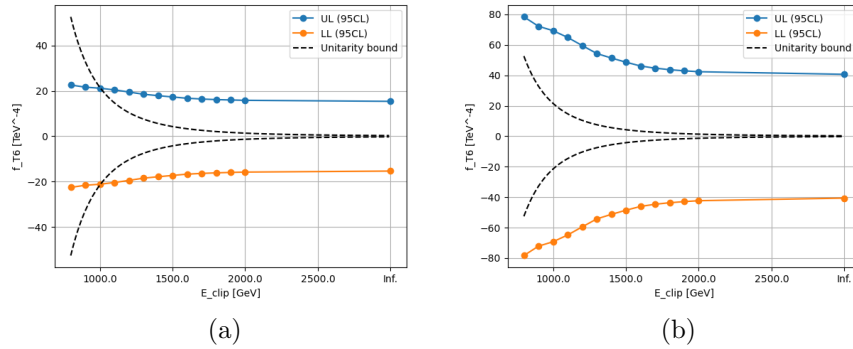 UL (95CL)
LL (95CL)
Unitarity bound
40
20
0
−20
−40
f_T6 [TeV^-4]
1000.0 1500.0 2000.0 2500.0 Inf.
E_clip [GeV]
(a)
UL (95CL)
LL (95CL)
Unitarity bound
80
60
40
20
0
−20
−40
−60
−80
f_T6 [TeV^-4]
1000.0 1500.0 2000.0 2500.0 Inf.
E_clip [GeV]
(b)